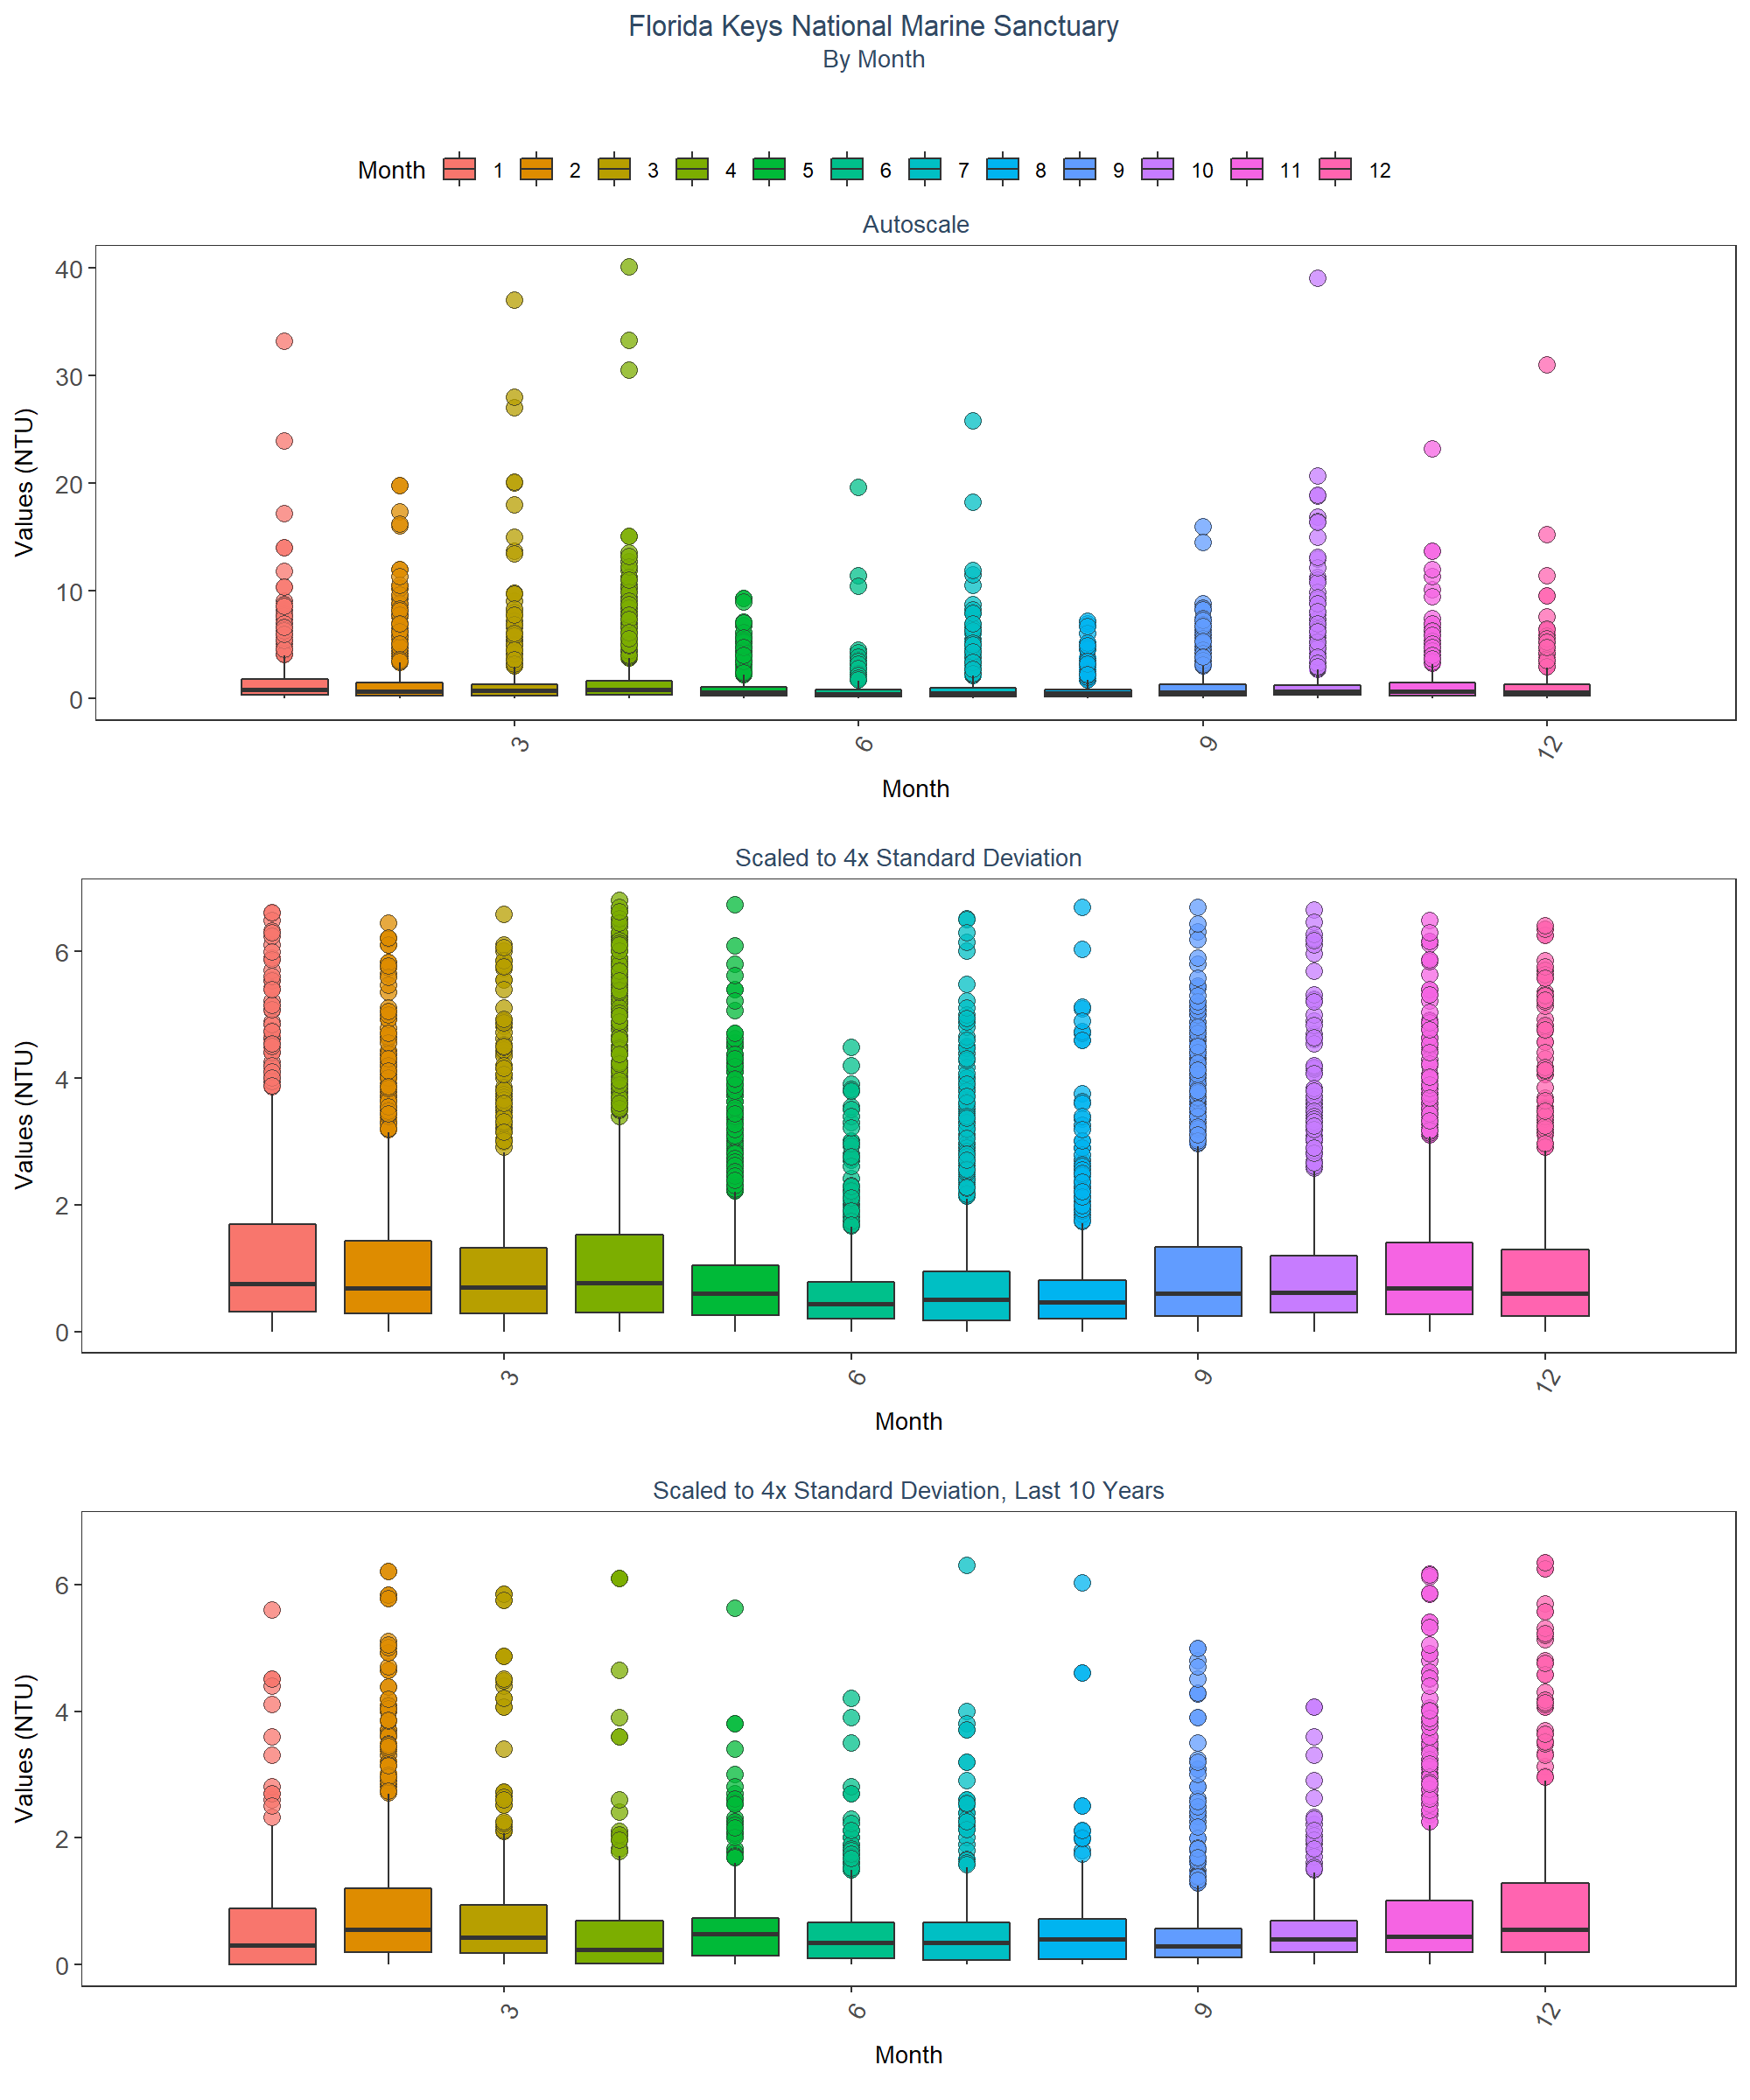 Florida Keys National Marine Sanctuary
By Month
Month 1 2 3 4 5 6 7 8 9 10 11 12
Autoscale
Values (NTU)
40
30
20
10
0
3 6 9 12
Month
Scaled to 4x Standard Deviation
Values (NTU)
6
4
2
0
3 6 9 12
Month
Scaled to 4x Standard Deviation, Last 10 Years
Values (NTU)
6
4
2
0
3 6 9 12
Month